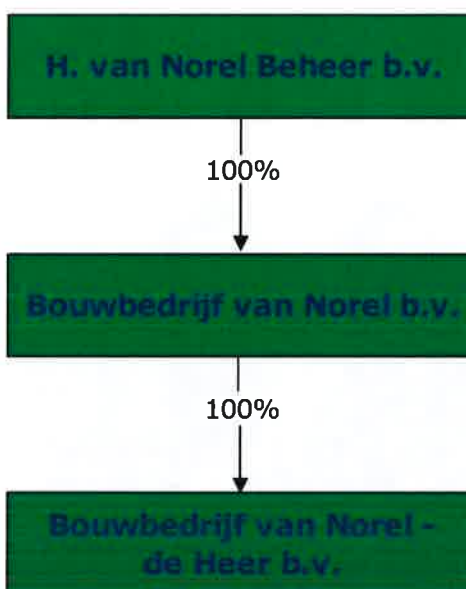 H. van Norel Beheer b.v.
100%
Bouwbedrijf van Norel b.v.
100%
Bouwbedrijf van Norel -
de Heer b.v.